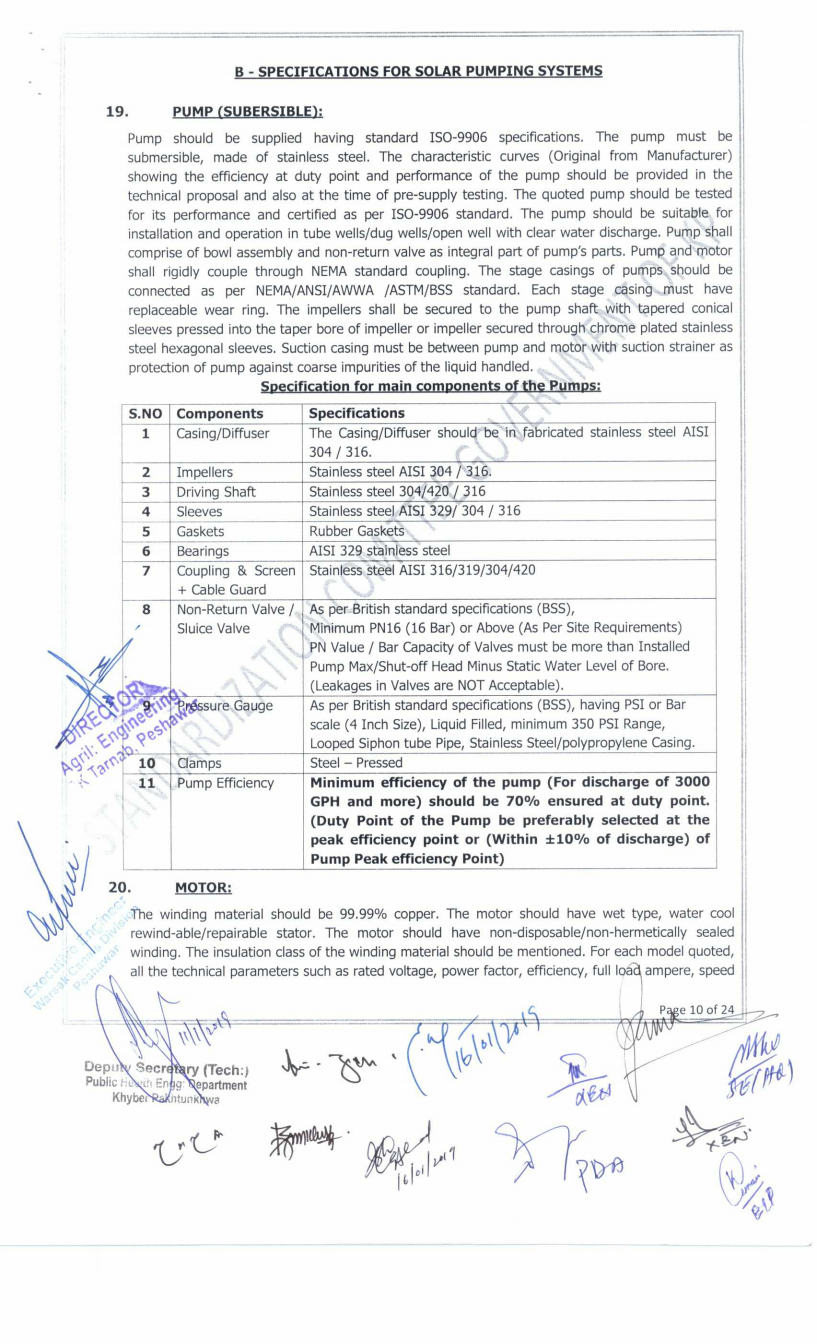 B - SPECIFICATIONS FOR SOLAR PUMPING SYSTEMS
19. PUMP (SUBERSIBLE):
Pump should be supplied having standard ISO-9906 specifications. The pump must be
submersible, made of stainless steel. The characteristic curves (Original from Manufacturer)
showing the efficiency at duty point and performance of the pump should be provided in the
technical proposal and also at the time of pre-supply testing. The quoted pump should be tested
for its performance and certified as per ISO-9906 standard. The pump should be suitable for
installation and operation in tube wells/dug wells/open well with clear water discharge. Pump shall
comprise of bowl assembly and non-return valve as integral part of pump's parts. Pump and motor
shall rigidly couple through NEMA standard coupling. The stage casings of pumps should be
connected as per NEMA/ANSI/AWWA /ASTM/BSS standard. Each stage casing must have
replaceable wear ring. The impellers shall be secured to the pump shaft with tapered conical
sleeves pressed into the taper bore of impeller or impeller secured through chrome plated stainless
steel hexagonal sleeves. Suction casing must be between pump and motor with suction strainer as
protection of pump against coarse impurities of the liquid handled.
Specification for main components of the Pumps:
S.NO Components Specifications
1 Casing/Diffuser The Casing/Diffuser should be in fabricated stainless steel AISI
304 / 316.
2 Impellers Stainless steel AISI 304 / 316.
3 Driving Shaft Stainless steel 304/420 / 316
4 Sleeves Stainless steel AISI 329/ 304 / 316
5 Gaskets Rubber Gaskets
6 Bearings AISI 329 stainless steel
7 Coupling & Screen Stainless steel AISI 316/319/304/420
+ Cable Guard
8 Non-Return Valve / As per British standard specifications (BSS),
Sluice Valve Minimum PN16 (16 Bar) or Above (As Per Site Requirements)
PN Value / Bar Capacity of Valves must be more than Installed
Pump Max/Shut-off Head Minus Static Water Level of Bore.
(Leakages in Valves are NOT Acceptable).
9 Pressure Gauge As per British standard specifications (BSS), having PSI or Bar
scale (4 Inch Size), Liquid Filled, minimum 350 PSI Range,
Looped Siphon tube Pipe, Stainless Steel/polypropylene Casing.
10 Clamps Steel – Pressed
11 Pump Efficiency Minimum efficiency of the pump (For discharge of 3000
GPH and more) should be 70% ensured at duty point.
(Duty Point of the Pump be preferably selected at the
peak efficiency point or (Within ±10% of discharge) of
Pump Peak efficiency Point)
20. MOTOR:
The winding material should be 99.99% copper. The motor should have wet type, water cool
rewind-able/repairable stator. The motor should have non-disposable/non-hermetically sealed
winding. The insulation class of the winding material should be mentioned. For each model quoted,
all the technical parameters such as rated voltage, power factor, efficiency, full load ampere, speed
Page 10 of 24
STANDARDIZATION COMITTEE GOVERNMENT OF KP
DIRECTOR
Agril: Engineering
Tarnab, Peshawar
Executive Engineer
Warsak Canals Division
Peshawar
11/1/2019
Deputy Secretary (Tech:)
Public Health Engg: Department
Khyber Pakhtunkhwa
16/01/2019
XEN
SE(HQ)
16/01/2019
PDA
XEN